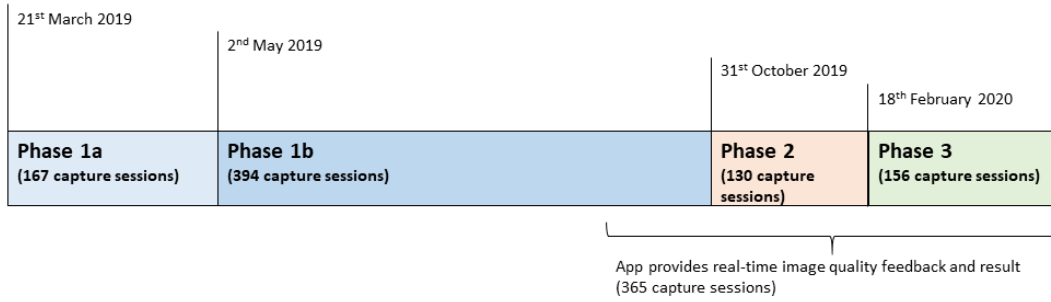 21st March 2019
2nd May 2019
31st October 2019
18th February 2020
Phase 1a
(167 capture sessions)
Phase 1b
(394 capture sessions)
Phase 2
(130 capture
sessions)
Phase 3
(156 capture sessions)
App provides real-time image quality feedback and result
(365 capture sessions)